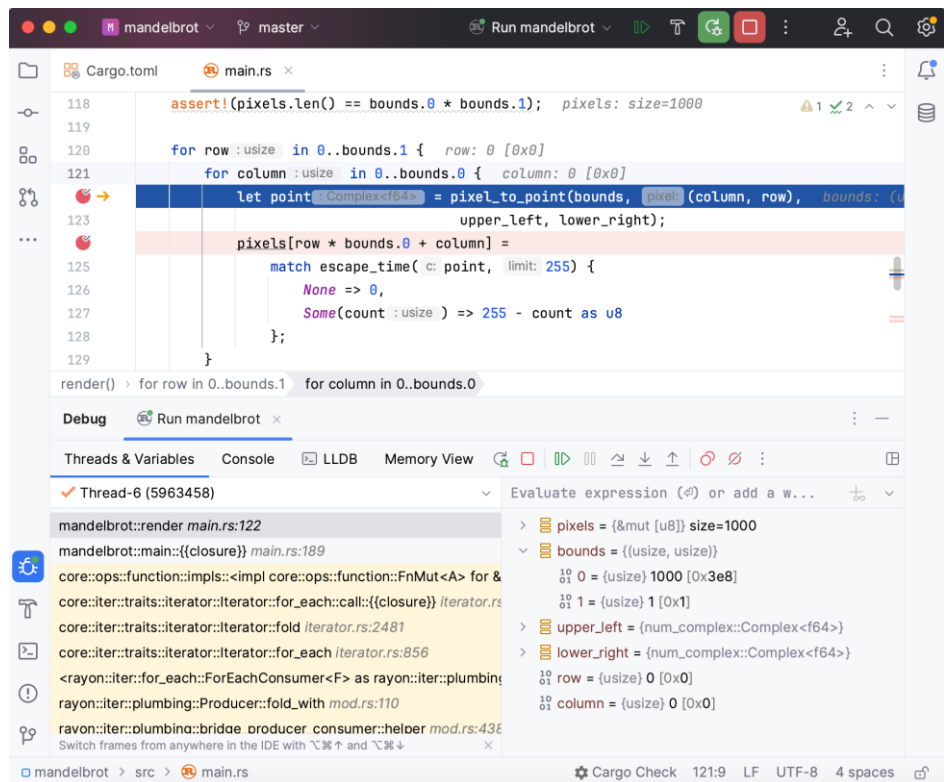 M mandelbrot master Run mandelbrot
Cargo.toml main.rs
118 assert!(pixels.len() == bounds.0 * bounds.1); pixels: size=1000 1 2
119
120 for row : usize in 0..bounds.1 { row: 0 [0x0]
121 for column : usize in 0..bounds.0 { column: 0 [0x0]
let point : Complex<f64> = pixel_to_point(bounds, pixel: (column, row), bounds: (u
123 upper_left, lower_right);
pixels[row * bounds.0 + column] =
125 match escape_time( c: point, limit: 255) {
126 None => 0,
127 Some(count : usize ) => 255 - count as u8
128 };
129 }
render() › for row in 0..bounds.1 for column in 0..bounds.0
Debug Run mandelbrot
Threads & Variables Console LLDB Memory View
Thread-6 (5963458)
mandelbrot::render main.rs:122
mandelbrot::main::{{closure}} main.rs:189
core::ops::function::impls::<impl core::ops::function::FnMut<A> for &
core::iter::traits::iterator::Iterator::for_each::call::{{closure}} iterator.rs
core::iter::traits::iterator::Iterator::fold iterator.rs:2481
core::iter::traits::iterator::Iterator::for_each iterator.rs:856
<rayon::iter::for_each::ForEachConsumer<F> as rayon::iter::plumbing
rayon::iter::plumbing::Producer::fold_with mod.rs:110
rayon::iter::plumbing::bridge_producer_consumer::helper mod.rs:438
Switch frames from anywhere in the IDE with ⌥⌘↑ and ⌥⌘↓
Evaluate expression (⏎) or add a w...
pixels = {&mut [u8]} size=1000
bounds = {(usize, usize)}
0 = {usize} 1000 [0x3e8]
1 = {usize} 1 [0x1]
upper_left = {num_complex::Complex<f64>}
lower_right = {num_complex::Complex<f64>}
row = {usize} 0 [0x0]
column = {usize} 0 [0x0]
mandelbrot › src › main.rs Cargo Check 121:9 LF UTF-8 4 spaces